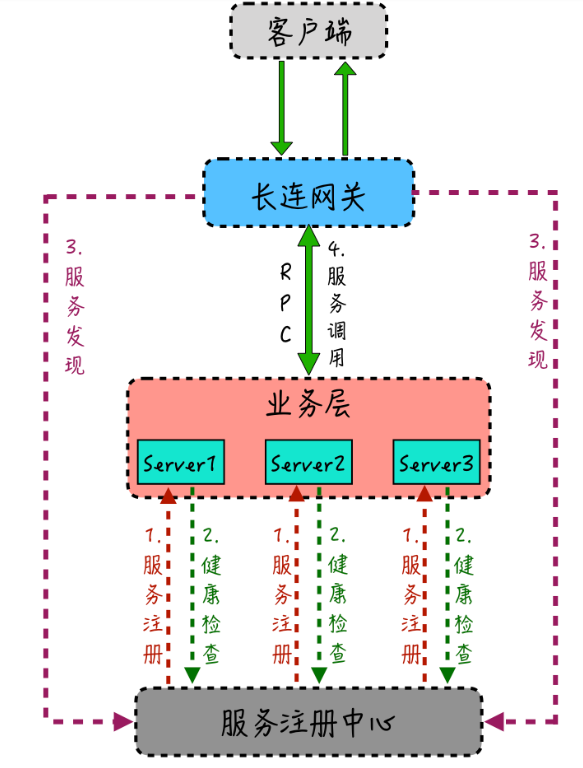 客户端
长连网关
3.服务发现
RPC
4.服务调用
3.服务发现
业务层
Server1
Server2
Server3
1.服务注册
2.健康检查
1.服务注册
2.健康检查
1.服务注册
2.健康检查
服务注册中心